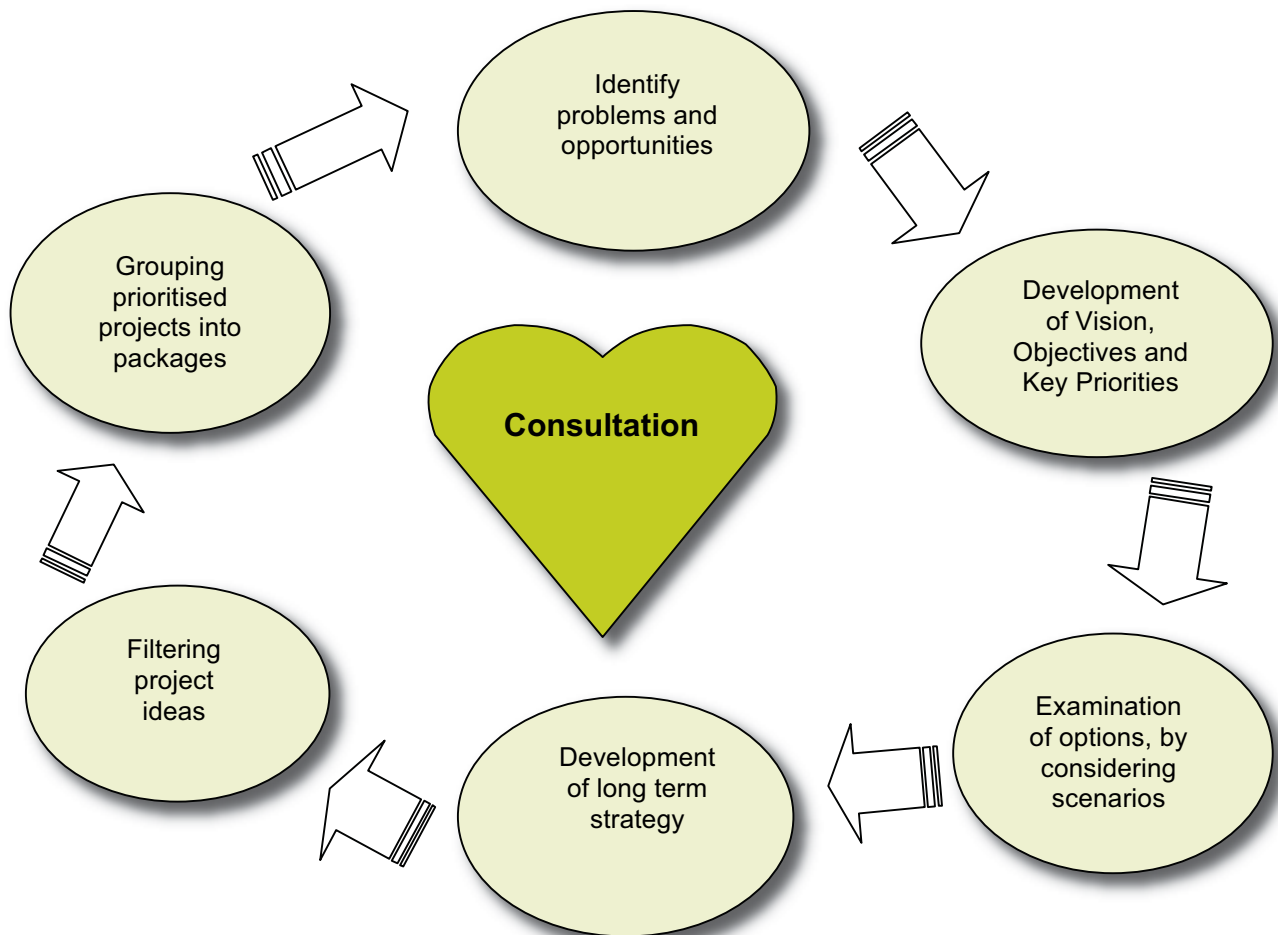 Identify
problems and
opportunities
Development
of Vision,
Objectives and
Key Priorities
Examination
of options, by
considering
scenarios
Development
of long term
strategy
Filtering
project
ideas
Grouping
prioritised
projects into
packages
Consultation